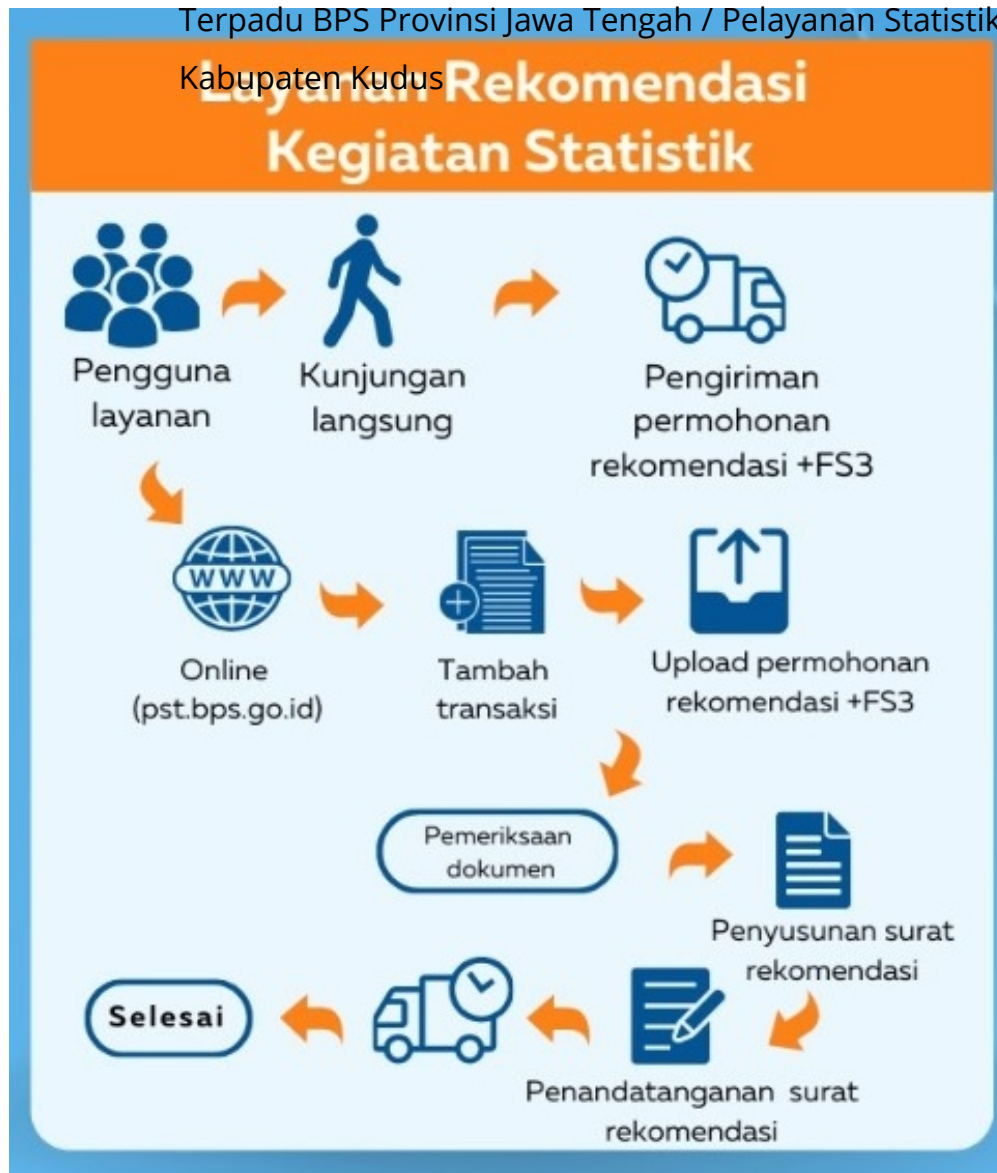 Terpadu BPS Provinsi Jawa Tengah / Pelayanan Statistik
Kabupaten Kudus
Layanan Rekomendasi
Kegiatan Statistik
Pengguna
layanan
Kunjungan
langsung
Pengiriman
permohonan
rekomendasi +FS3
www
Online
(pst.bps.go.id)
Tambah
transaksi
Upload permohonan
rekomendasi +FS3
Pemeriksaan
dokumen
Penyusunan surat
rekomendasi
Penandatanganan surat
rekomendasi
Selesai